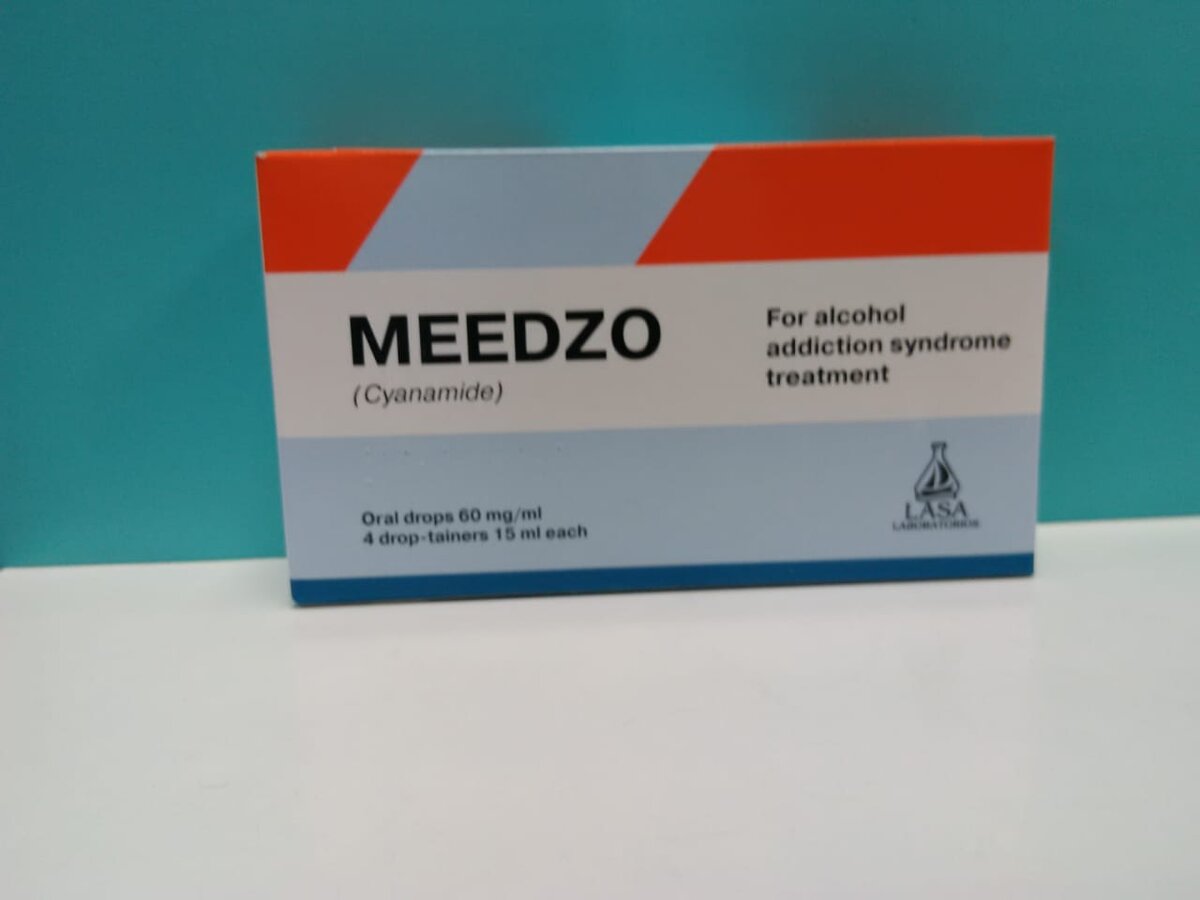 MEEDZO
(Cyanamide)
For alcohol
addiction syndrome
treatment
Oral drops 60 mg/ml
4 drop-tainers 15 ml each
LASA
LABORATORIOS